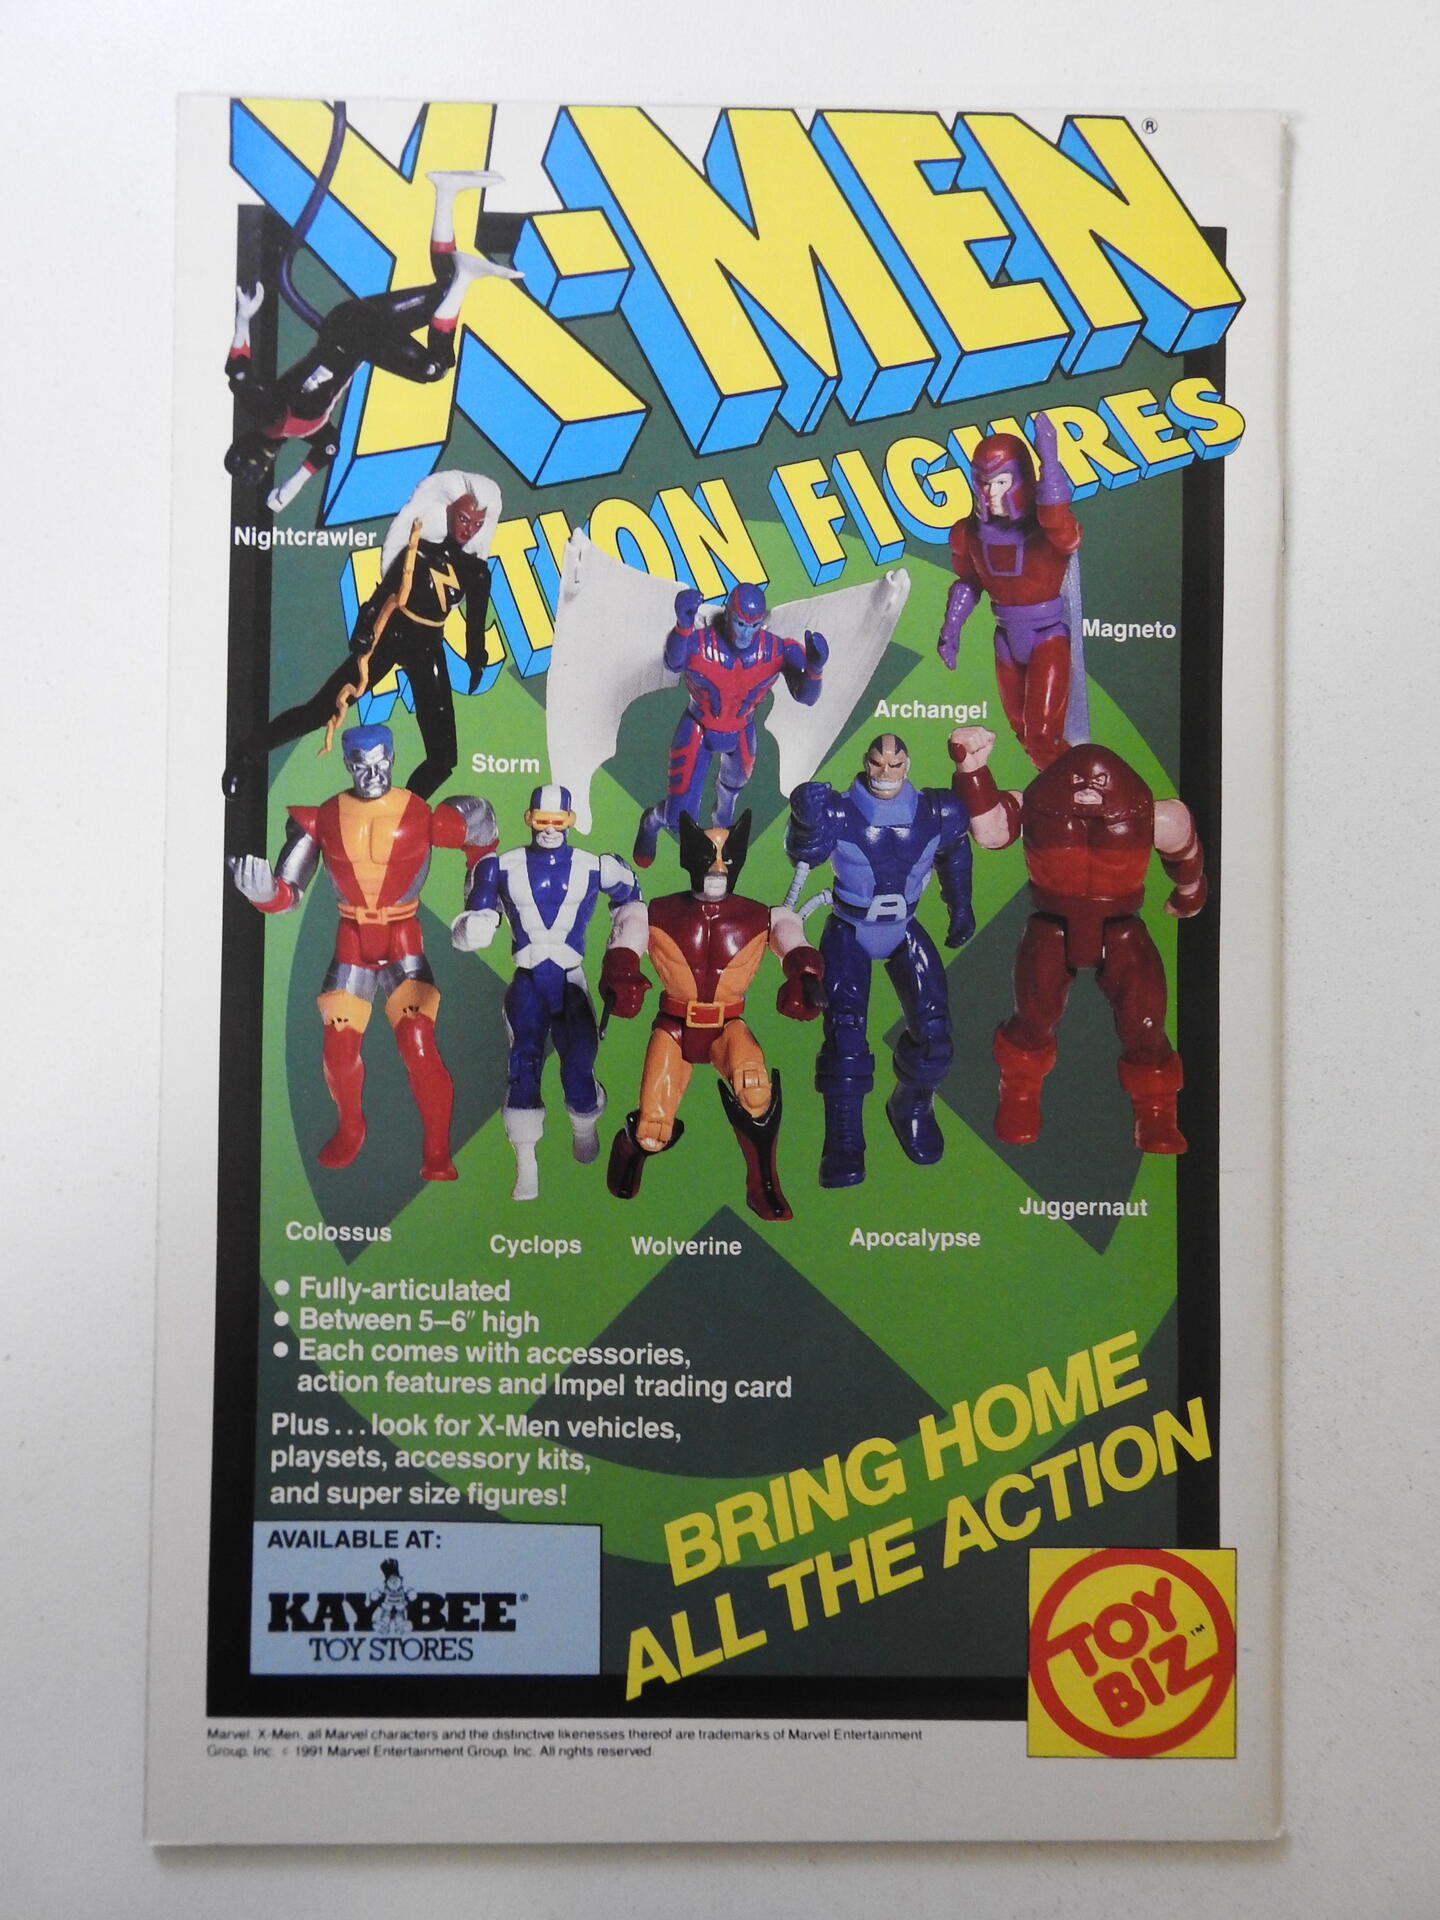 X-MEN®
ACTION FIGURES
Nightcrawler
Magneto
Archangel
Storm
Juggernaut
Colossus
Cyclops
Wolverine
Apocalypse
● Fully-articulated
● Between 5–6″ high
● Each comes with accessories,
action features and Impel trading card
Plus...look for X-Men vehicles,
playsets, accessory kits,
and super size figures!
BRING HOME
ALL THE ACTION
AVAILABLE AT:
KAY BEE®
TOY STORES
TOY
BIZ™
Marvel, X-Men, all Marvel characters and the distinctive likenesses thereof are trademarks of Marvel Entertainment
Group, Inc. © 1991 Marvel Entertainment Group, Inc. All rights reserved.